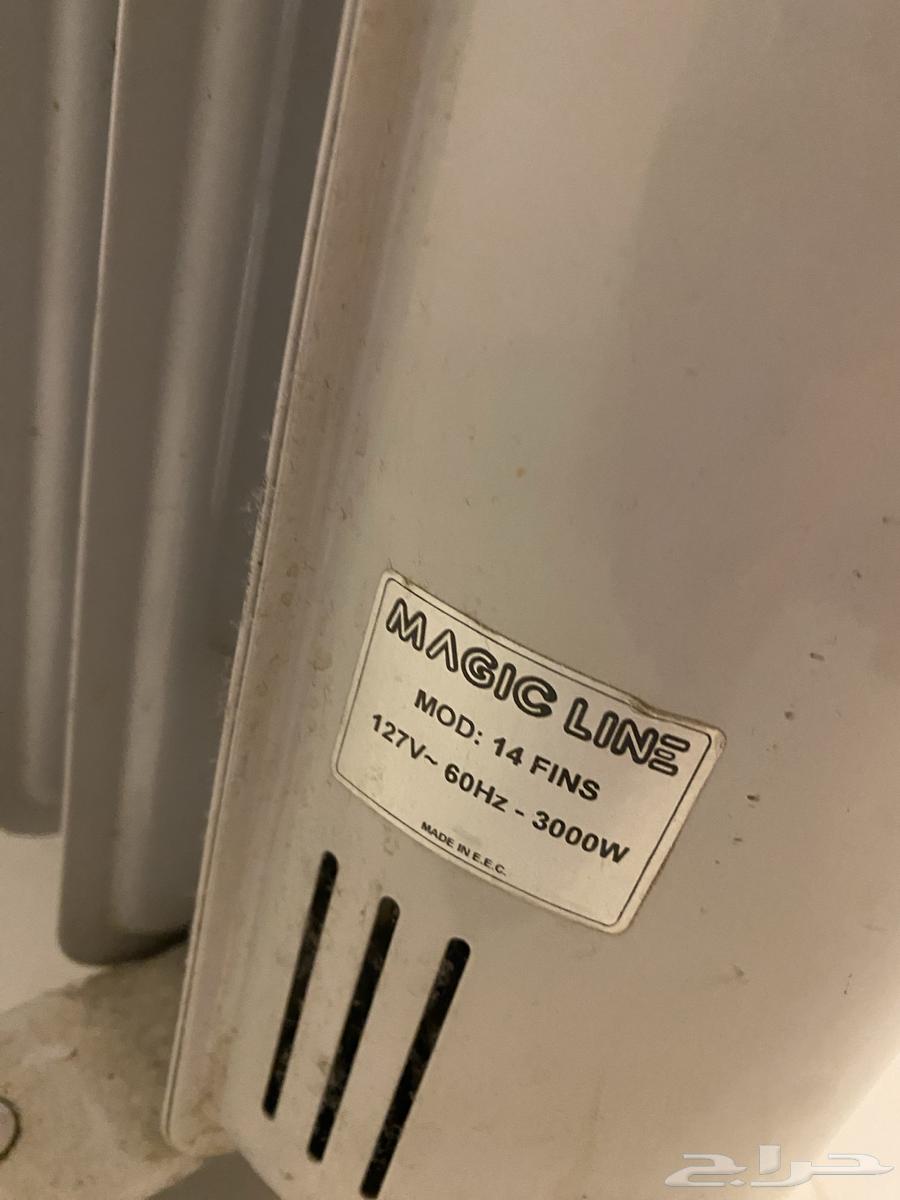 MAGIC LINE
MOD: 14 FINS
127V~ 60Hz - 3000W
MADE IN E.E.C.
حراج